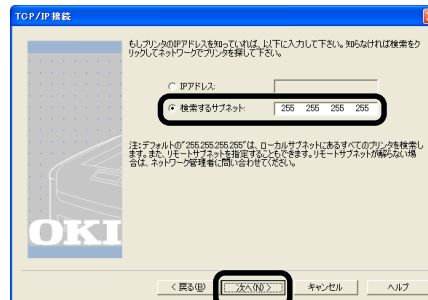 TCP/IP 接続
もしプリンタのIPアドレスを知っていれば、以下に入力して下さい。知らなければ検索をク
リックしてネットワークでプリンタを探して下さい。
IPアドレス:
検索するサブネット: 255 255 255 255
注:デフォルトの"255.255.255.255"は、ローカルサブネットにあるすべてのプリンタを検索し
ます。また、リモートサブネットを指定することもできます。リモートサブネットが解らない場
合は、ネットワーク管理者に問い合わせてください。
OKI
< 戻る(B) 次へ(N) > キャンセル ヘルプ